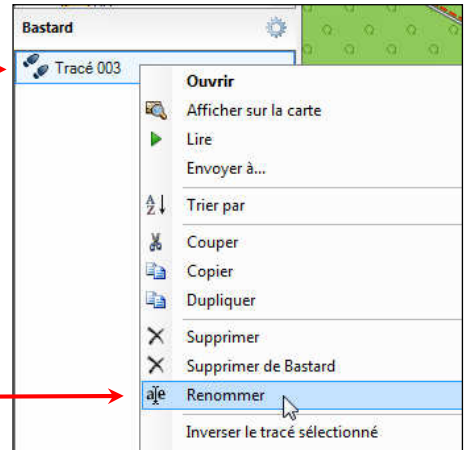 Bastard
Tracé 003
Ouvrir
Afficher sur la carte
Lire
Envoyer à...
Trier par
Couper
Copier
Dupliquer
Supprimer
Supprimer de Bastard
Renommer
Inverser le tracé sélectionné